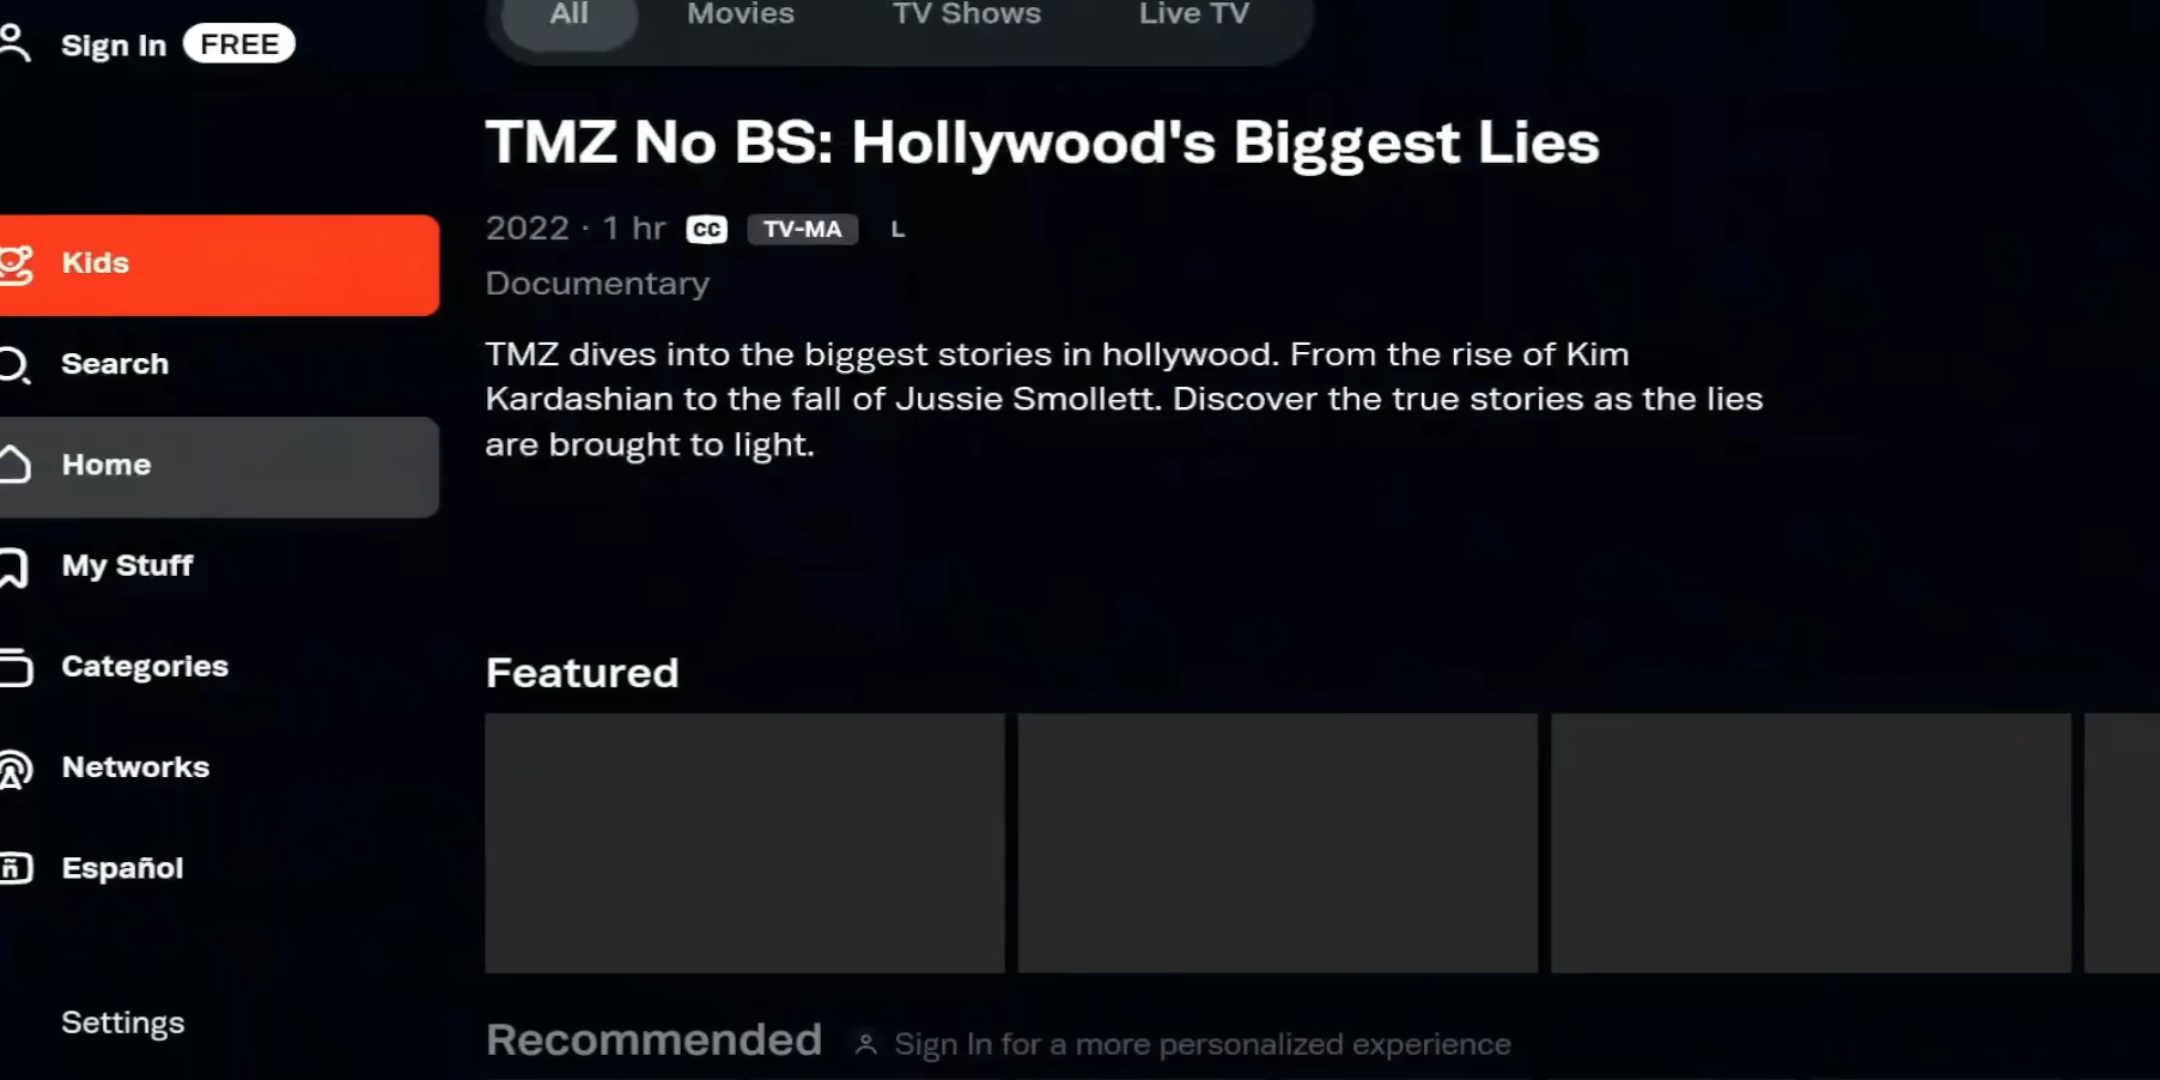 Sign In FREE
Kids
Search
Home
My Stuff
Categories
Networks
Español
Settings
All Movies TV Shows Live TV
TMZ No BS: Hollywood's Biggest Lies
2022 · 1 hr CC TV-MA L
Documentary
TMZ dives into the biggest stories in hollywood. From the rise of Kim
Kardashian to the fall of Jussie Smollett. Discover the true stories as the lies
are brought to light.
Featured
Recommended Sign In for a more personalized experience